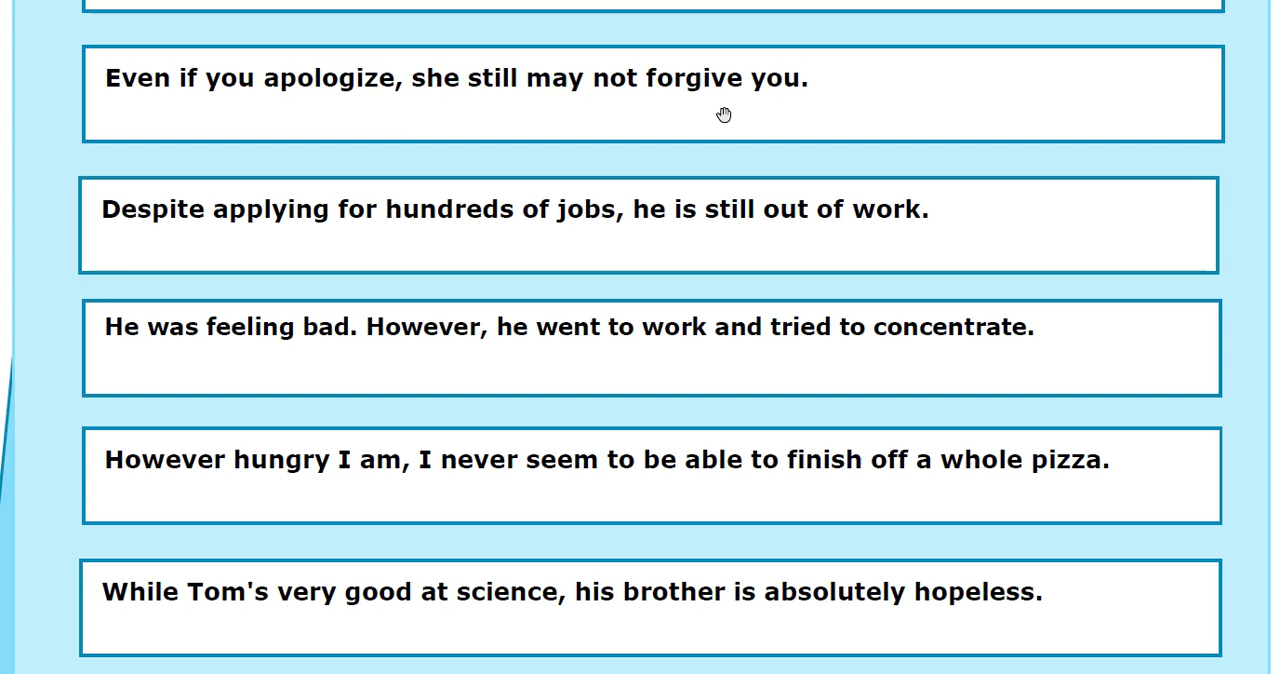 Even if you apologize, she still may not forgive you.
Despite applying for hundreds of jobs, he is still out of work.
He was feeling bad. However, he went to work and tried to concentrate.
However hungry I am, I never seem to be able to finish off a whole pizza.
While Tom's very good at science, his brother is absolutely hopeless.